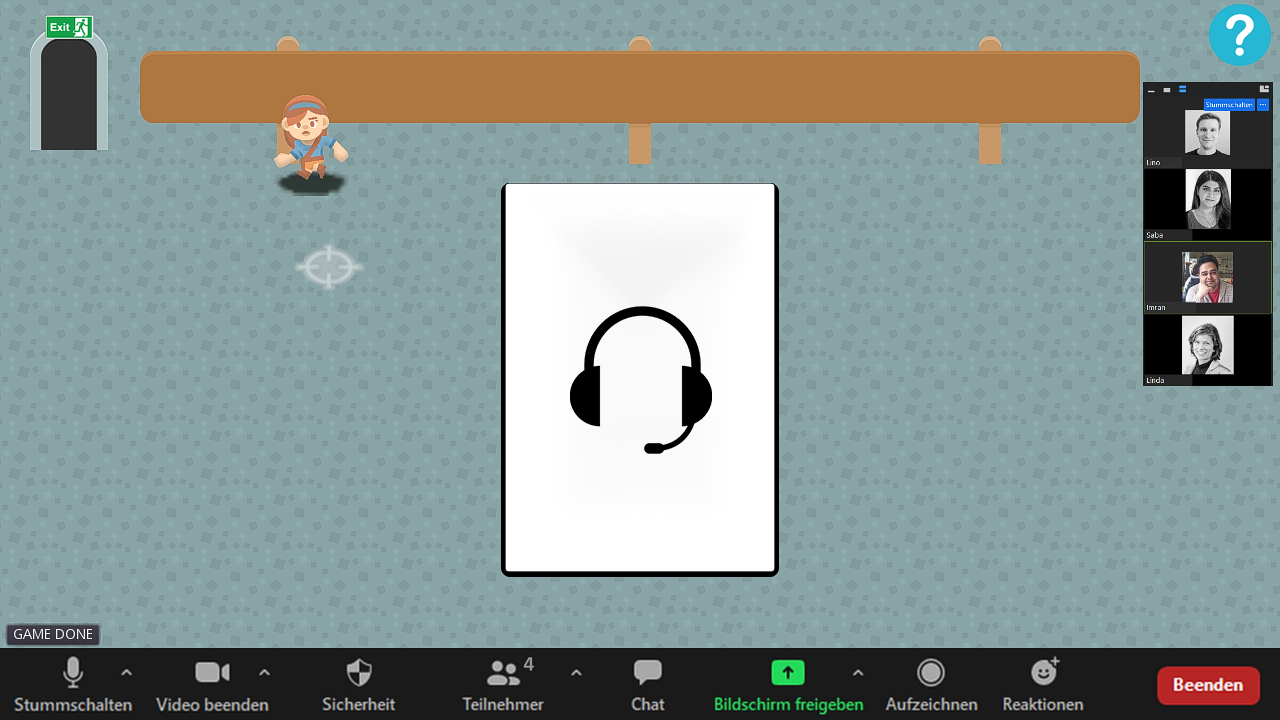 Exit
?
Stummschalten
Lino
Saba
Imran
Linda
GAME DONE
4
Stummschalten
Video beenden
Sicherheit
Teilnehmer
Chat
Bildschirm freigeben
Aufzeichnen
Reaktionen
Beenden